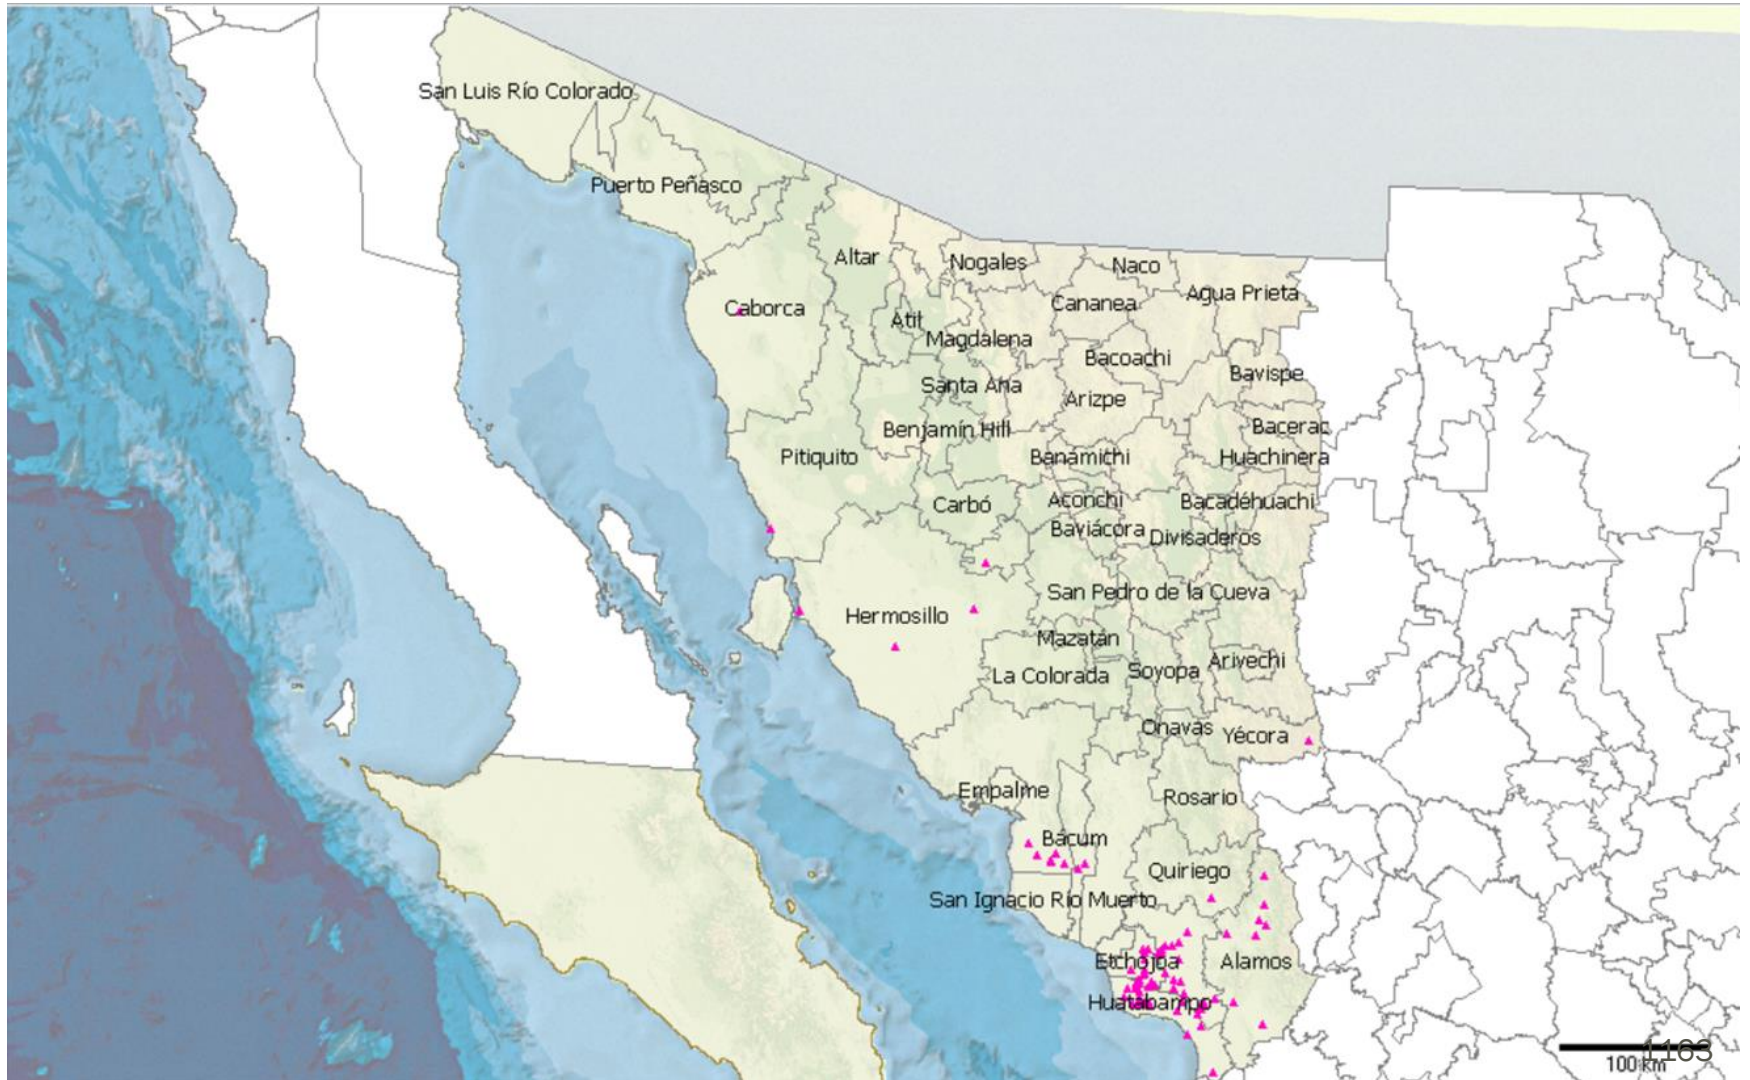 San Luis Río Colorado
Puerto Peñasco
Altar
Nogales
Naco
Agua Prieta
Cananea
Caborca
Atil
Magdalena
Bacoachi
Bavispe
Santa Ana
Arizpe
Benjamín Hill
Bacerac
Pitiquito
Banámichi
Huachinera
Carbó
Aconchi
Bacadéhuachi
Baviácora
Divisaderos
San Pedro de la Cueva
Hermosillo
Mazatán
La Colorada
Soyopa
Arivechi
Onavas
Yécora
Empalme
Rosario
Bácum
Quiriego
San Ignacio Río Muerto
Etchojoa
Alamos
Huatabampo
1163
100 km